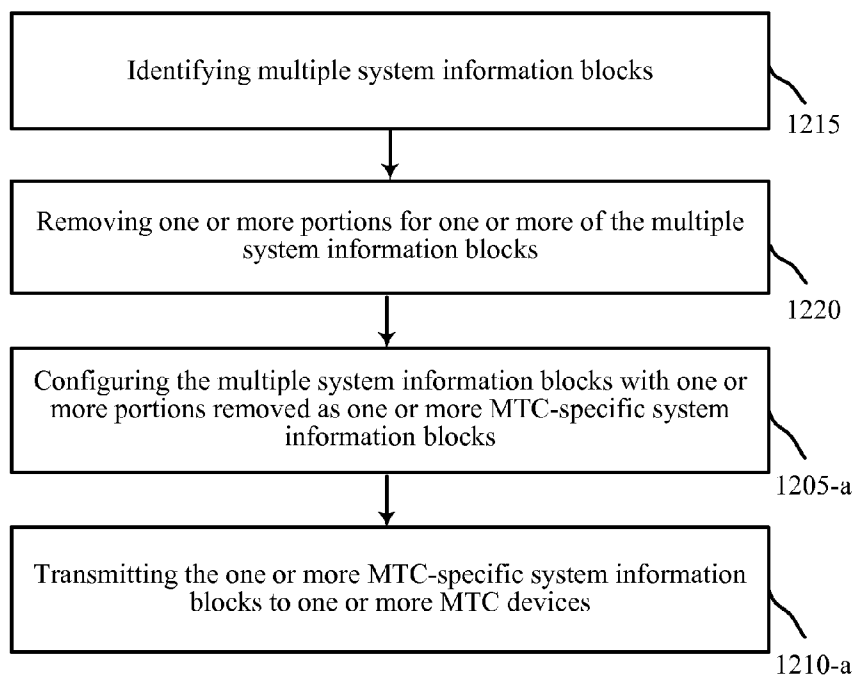 Identifying multiple system information blocks
1215
Removing one or more portions for one or more of the multiple
system information blocks
1220
Configuring the multiple system information blocks with one or
more portions removed as one or more MTC-specific system
information blocks
1205-a
Transmitting the one or more MTC-specific system information
blocks to one or more MTC devices
1210-a